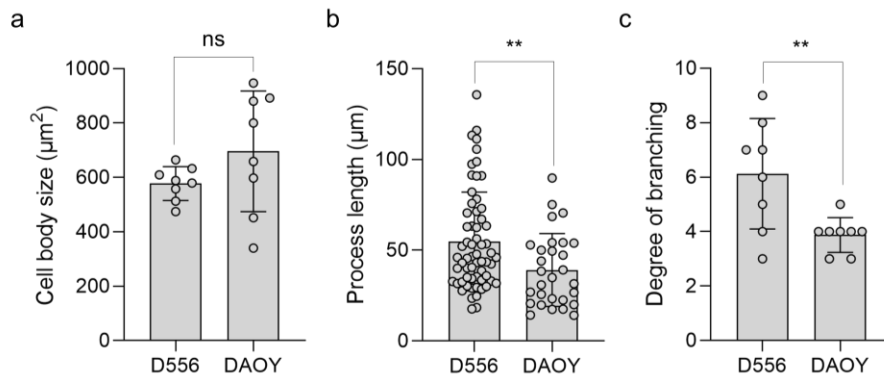 a
ns
Cell body size (µm²)
1000
800
600
400
200
0
D556
DAOY
b
**
Process length (µm)
150
100
50
0
D556
DAOY
c
**
Degree of branching
10
8
6
4
2
0
D556
DAOY